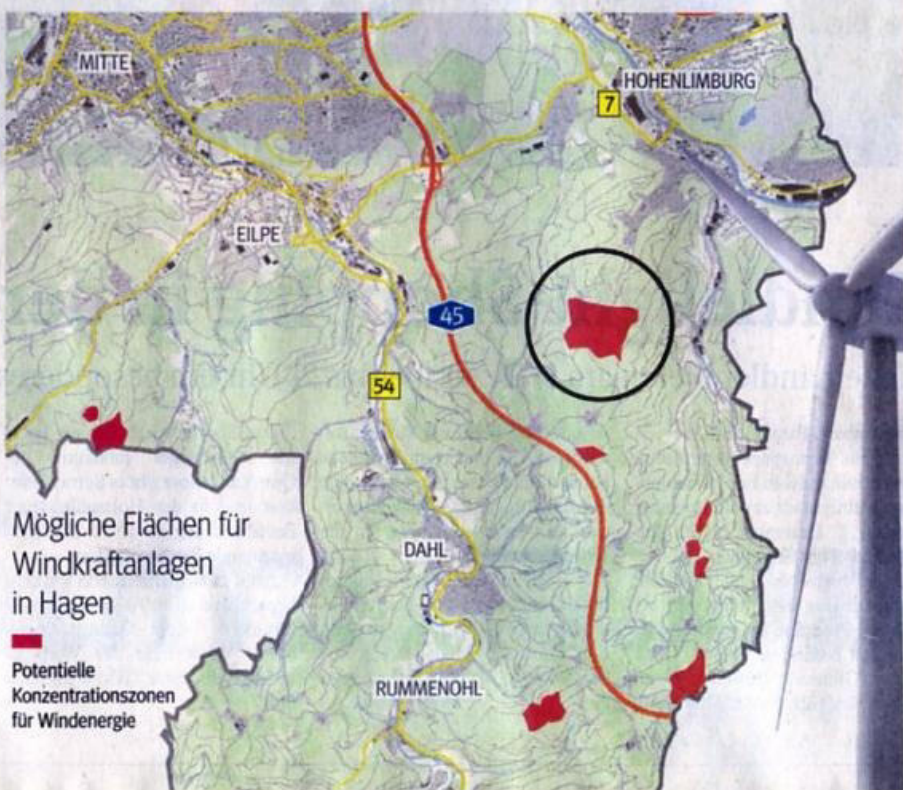 MITTE
HOHENLIMBURG
7
EILPE
45
54
Mögliche Flächen für
Windkraftanlagen
in Hagen
DAHL
Potentielle
Konzentrationszonen
für Windenergie
RUMMENOHL